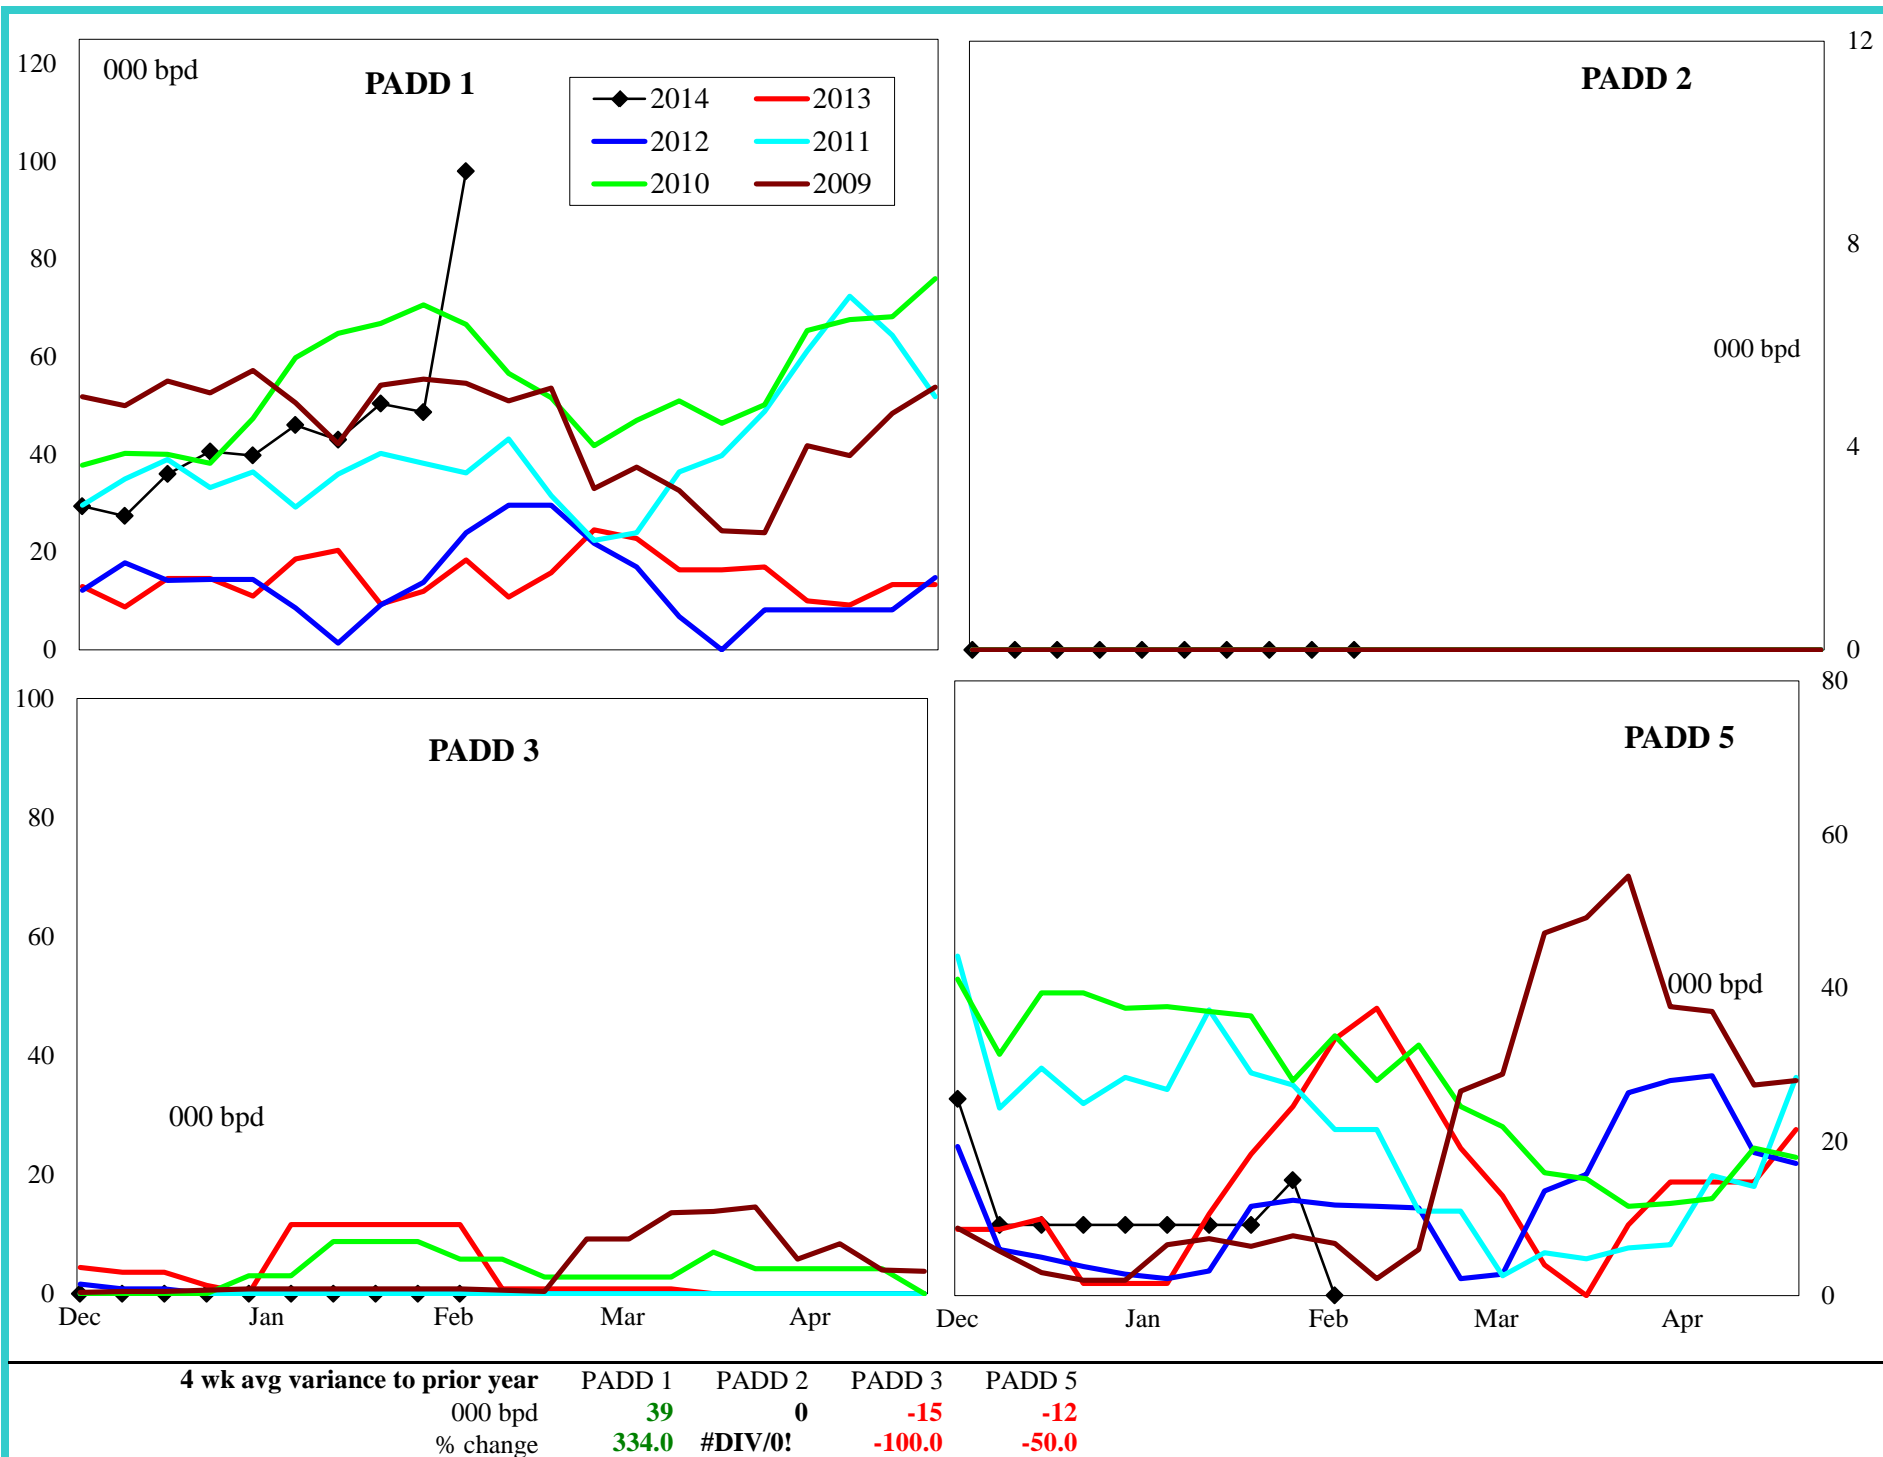 120
000 bpd
PADD 1
2014
2013
2012
2011
2010
2009
100
80
60
40
20
0
PADD 2
12
8
000 bpd
4
0
100
PADD 3
80
60
40
000 bpd
20
0
Dec Jan Feb Mar Apr
80
PADD 5
60
000 bpd
40
20
0
Dec Jan Feb Mar Apr
4 wk avg variance to prior year PADD 1 PADD 2 PADD 3 PADD 5
000 bpd 39 0 -15 -12
% change 334.0 #DIV/0! -100.0 -50.0